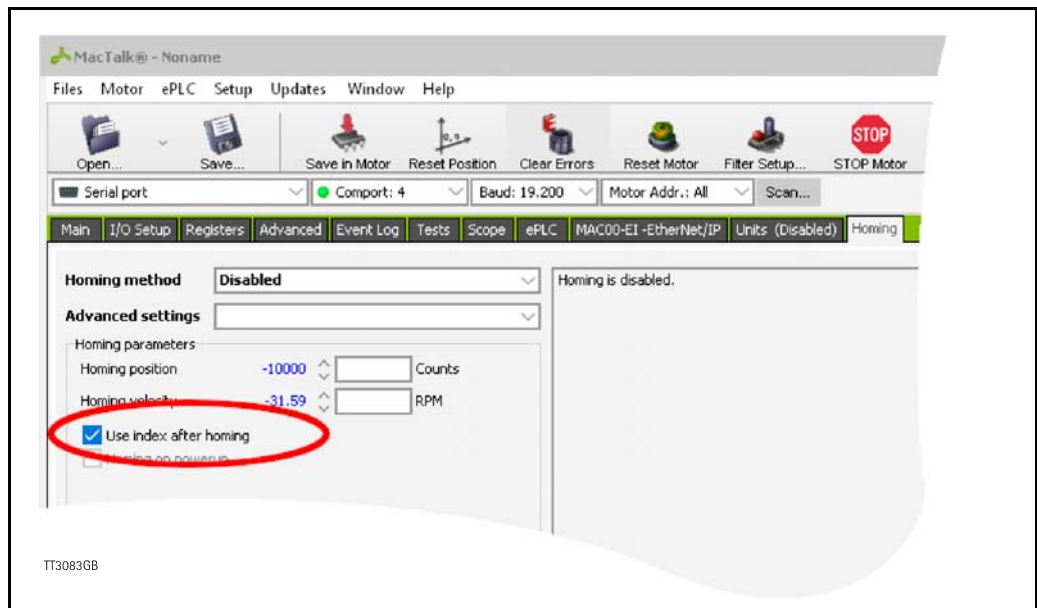 MacTalk® - Noname
Files Motor ePLC Setup Updates Window Help
Open... Save... Save in Motor Reset Position Clear Errors Reset Motor Filter Setup... STOP Motor
STOP
Serial port Comport: 4 Baud: 19.200 Motor Addr.: All Scan...
Main I/O Setup Registers Advanced Event Log Tests Scope ePLC MAC00-EI -EtherNet/IP Units (Disabled) Homing
Homing method Disabled Homing is disabled.
Advanced settings
Homing parameters
Homing position -10000 Counts
Homing velocity -31.59 RPM
Use index after homing
Homing on powerup
TT3083GB